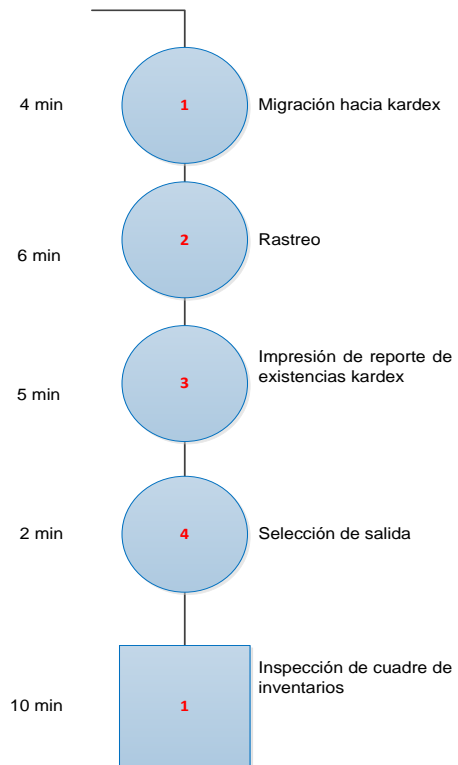 4 min
1
Migración hacia kardex
6 min
2
Rastreo
5 min
3
Impresión de reporte de
existencias kardex
2 min
4
Selección de salida
10 min
1
Inspección de cuadre de
inventarios